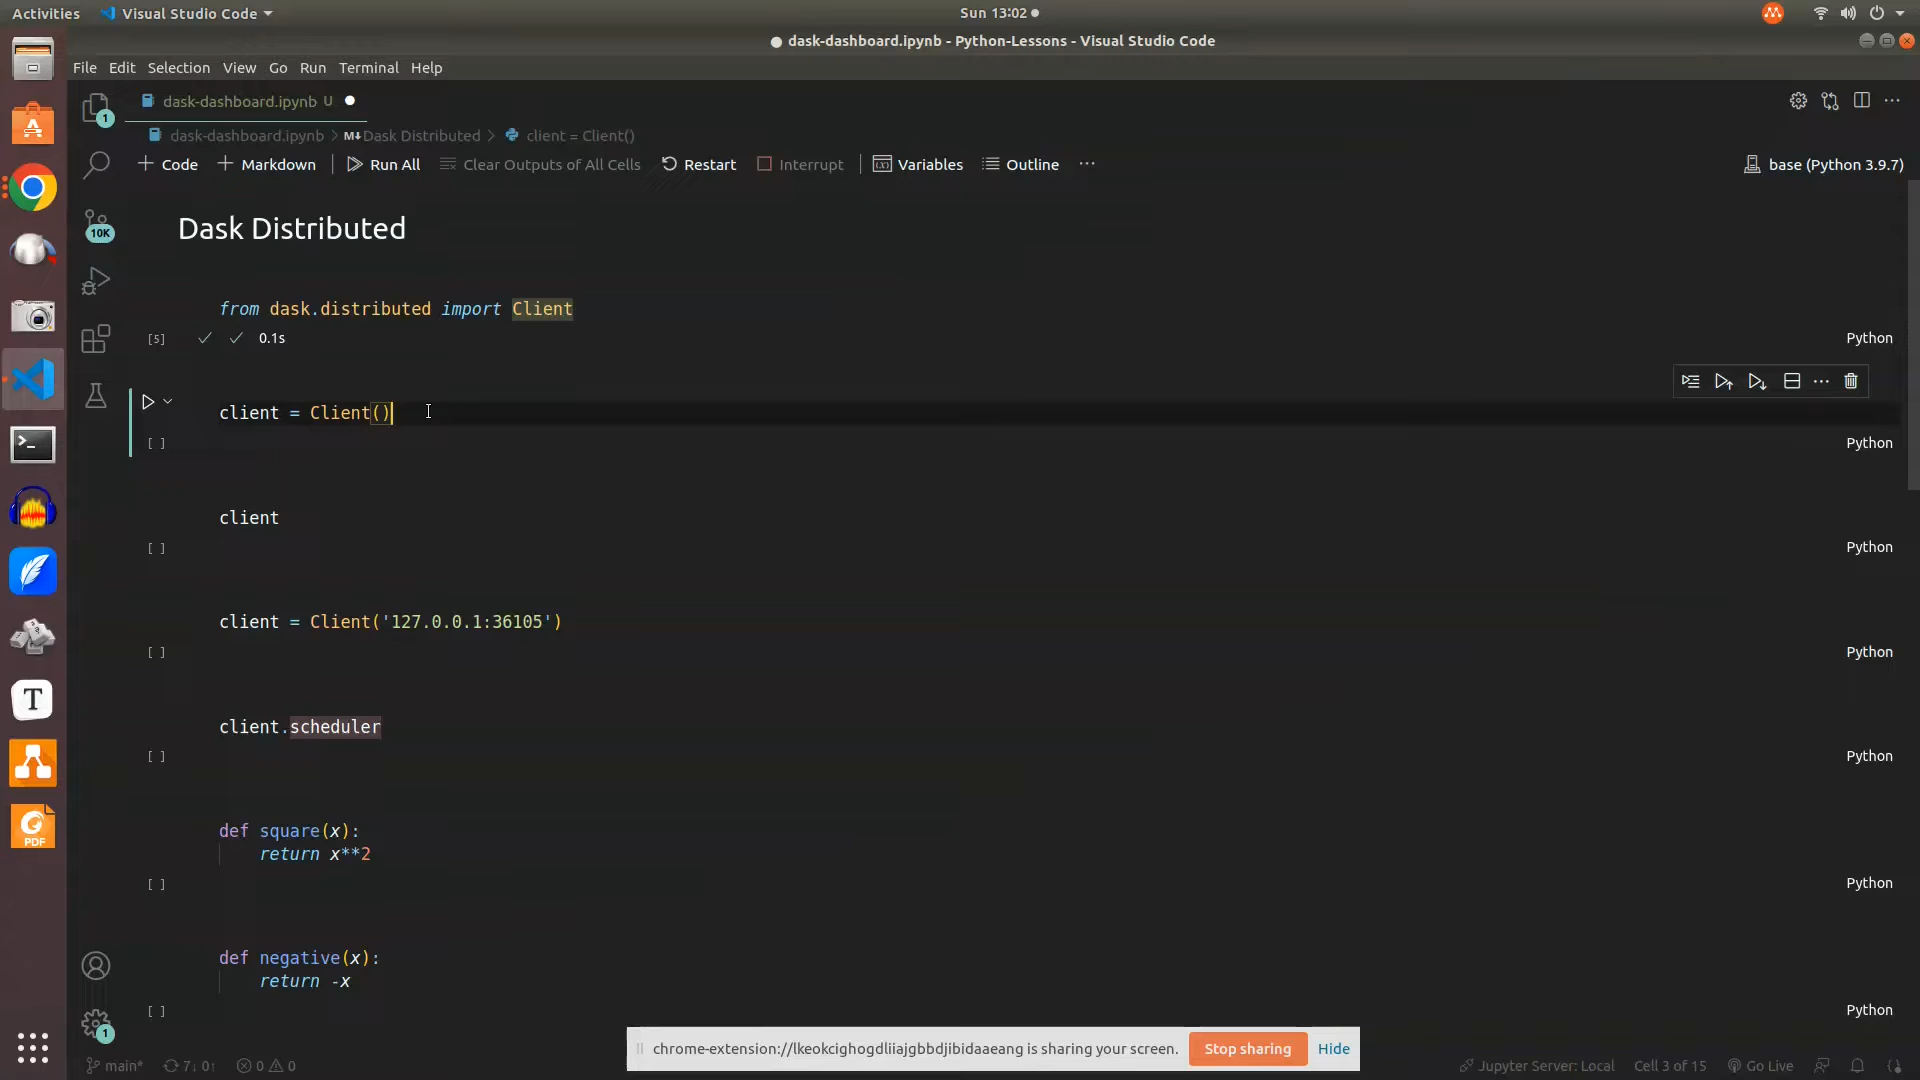 Activities
Visual Studio Code
Sun 13:02
dask-dashboard.ipynb - Python-Lessons - Visual Studio Code
File Edit Selection View Go Run Terminal Help
dask-dashboard.ipynb U
dask-dashboard.ipynb > M↓Dask Distributed > client = Client()
+ Code + Markdown Run All Clear Outputs of All Cells Restart Interrupt Variables Outline ... base (Python 3.9.7)
1
10K
Dask Distributed
from dask.distributed import Client
[5] 0.1s Python
client = Client()
[ ] Python
client
[ ] Python
client = Client('127.0.0.1:36105')
[ ] Python
client.scheduler
[ ] Python
def square(x):
return x**2
[ ] Python
def negative(x):
return -x
[ ] Python
T
PDF
1
chrome-extension://lkeokcighogdliiajgbbdjibidaaeang is sharing your screen. Stop sharing Hide
main* 7↓ 0↑ 0 0 Jupyter Server: Local Cell 3 of 15 Go Live